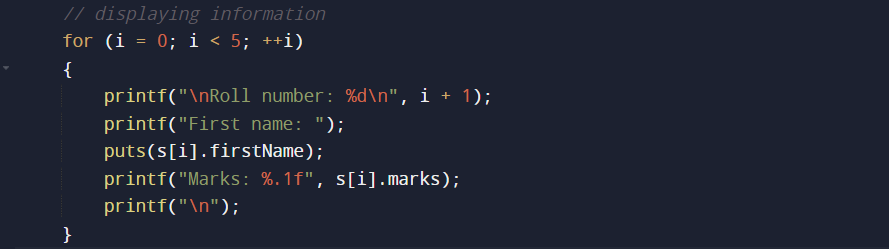 // displaying information
for (i = 0; i < 5; ++i)
{
printf("\nRoll number: %d\n", i + 1);
printf("First name: ");
puts(s[i].firstName);
printf("Marks: %.1f", s[i].marks);
printf("\n");
}